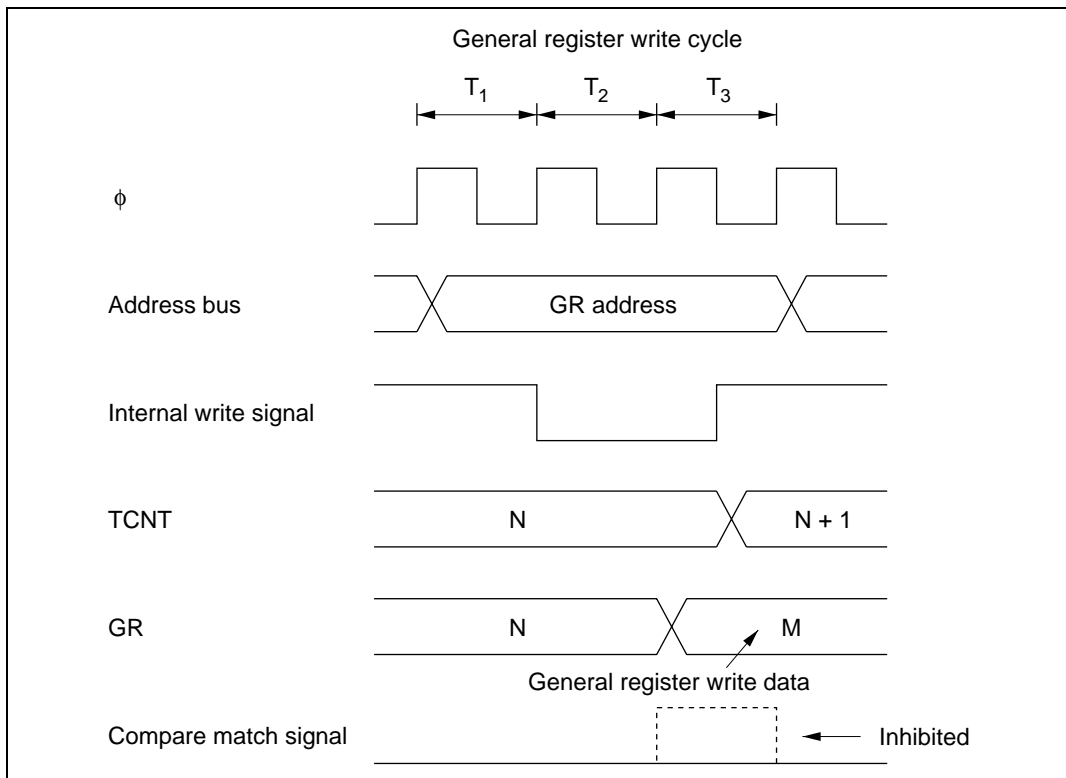 General register write cycle
T1 T2 T3
ϕ
Address bus GR address
Internal write signal
TCNT N N + 1
GR N M
General register write data
Compare match signal Inhibited